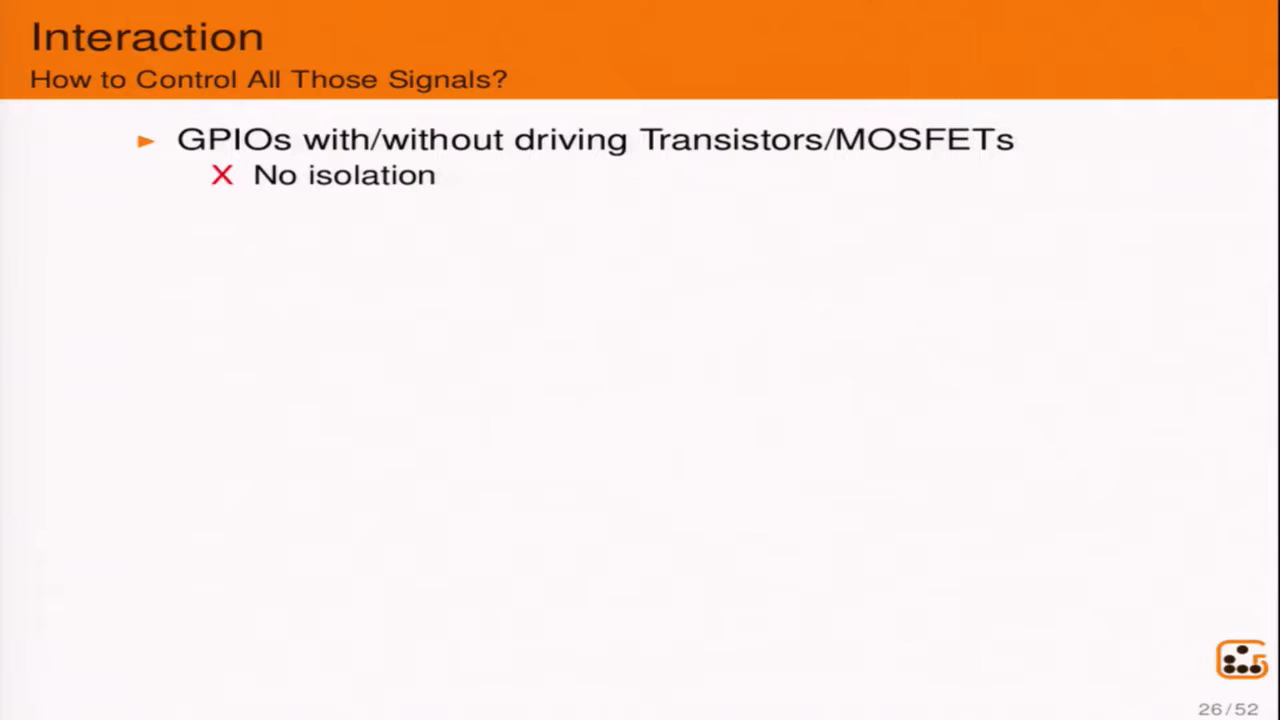 Interaction
How to Control All Those Signals?
► GPIOs with/without driving Transistors/MOSFETs
X No isolation
26/52